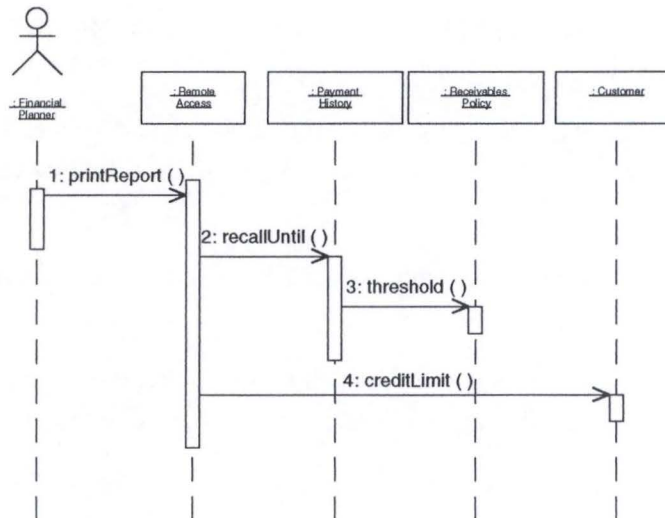 : Financial
Planner
: Remote
Access
: Payment
History
: Receivables
Policy
: Customer
1: printReport ( )
2: recallUntil ( )
3: threshold ( )
4: creditLimit ( )